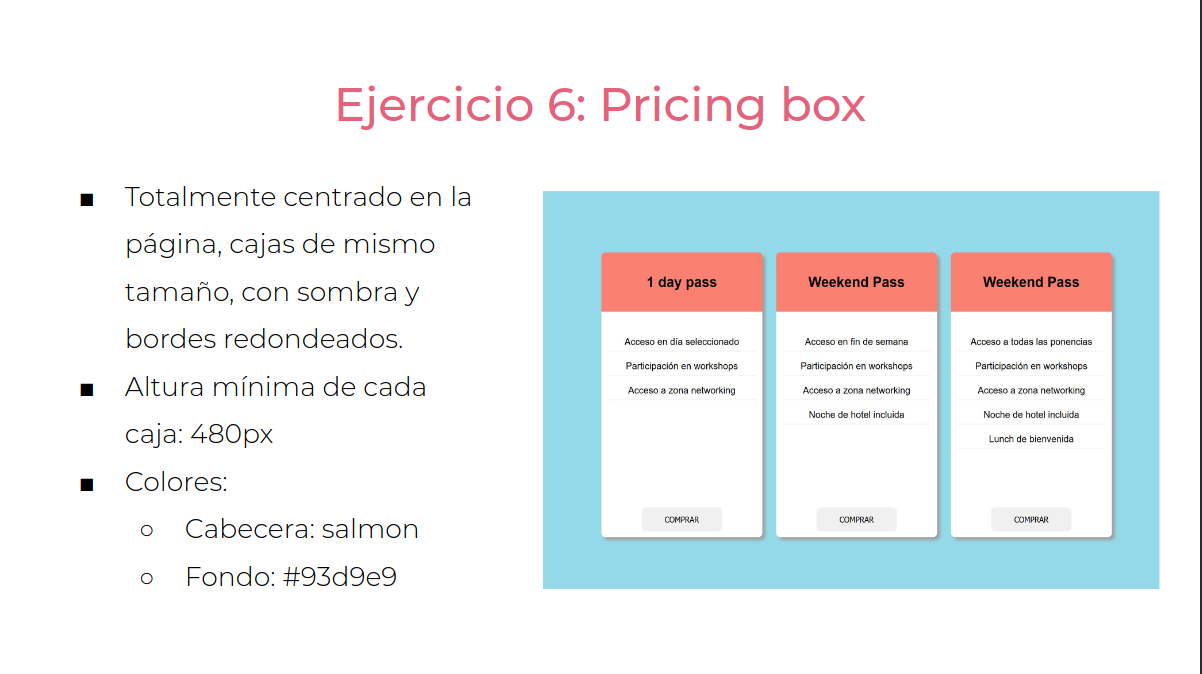 Ejercicio 6: Pricing box
■ Totalmente centrado en la
página, cajas de mismo
tamaño, con sombra y
bordes redondeados.
■ Altura mínima de cada
caja: 480px
■ Colores:
○ Cabecera: salmon
○ Fondo: #93d9e9
1 day pass
Acceso en día seleccionado
Participación en workshops
Acceso a zona networking
COMPRAR
Weekend Pass
Acceso en fin de semana
Participación en workshops
Acceso a zona networking
Noche de hotel incluida
COMPRAR
Weekend Pass
Acceso a todas las ponencias
Participación en workshops
Acceso a zona networking
Noche de hotel incluida
Lunch de bienvenida
COMPRAR